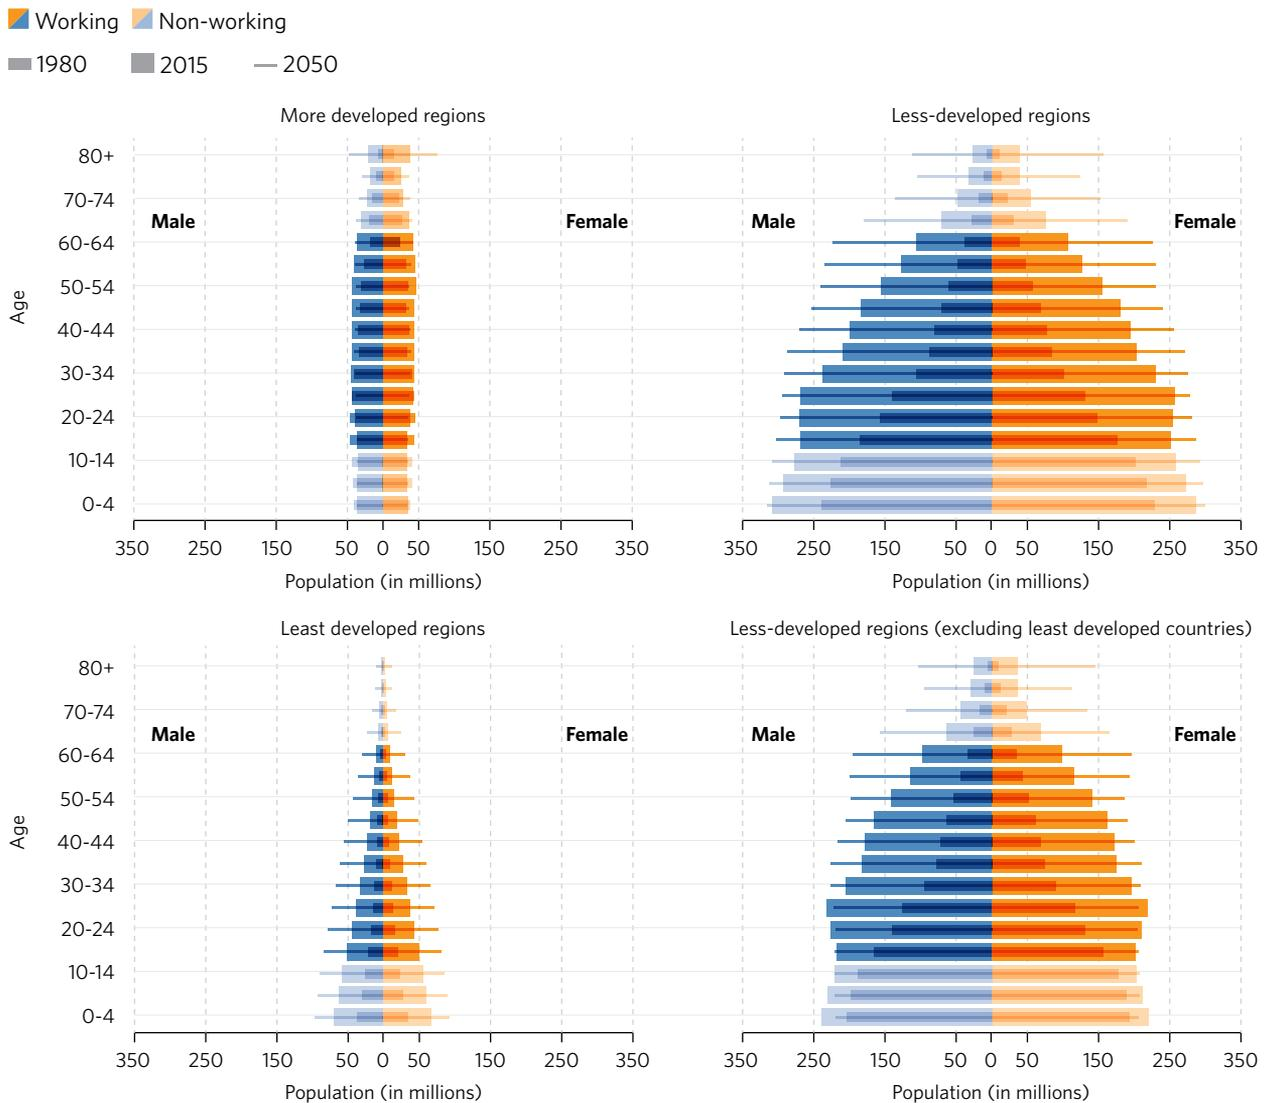 Working Non-working
1980 2015 2050
More developed regions
80+
70-74
Male Female
60-64
50-54
Age
40-44
30-34
20-24
10-14
0-4
350 250 150 50 0 50 150 250 350
Population (in millions)
Less-developed regions
Male Female
350 250 150 50 0 50 150 250 350
Population (in millions)
Least developed regions
80+
70-74
Male Female
60-64
50-54
Age
40-44
30-34
20-24
10-14
0-4
350 250 150 50 0 50 150 250 350
Population (in millions)
Less-developed regions (excluding least developed countries)
Male Female
350 250 150 50 0 50 150 250 350
Population (in millions)